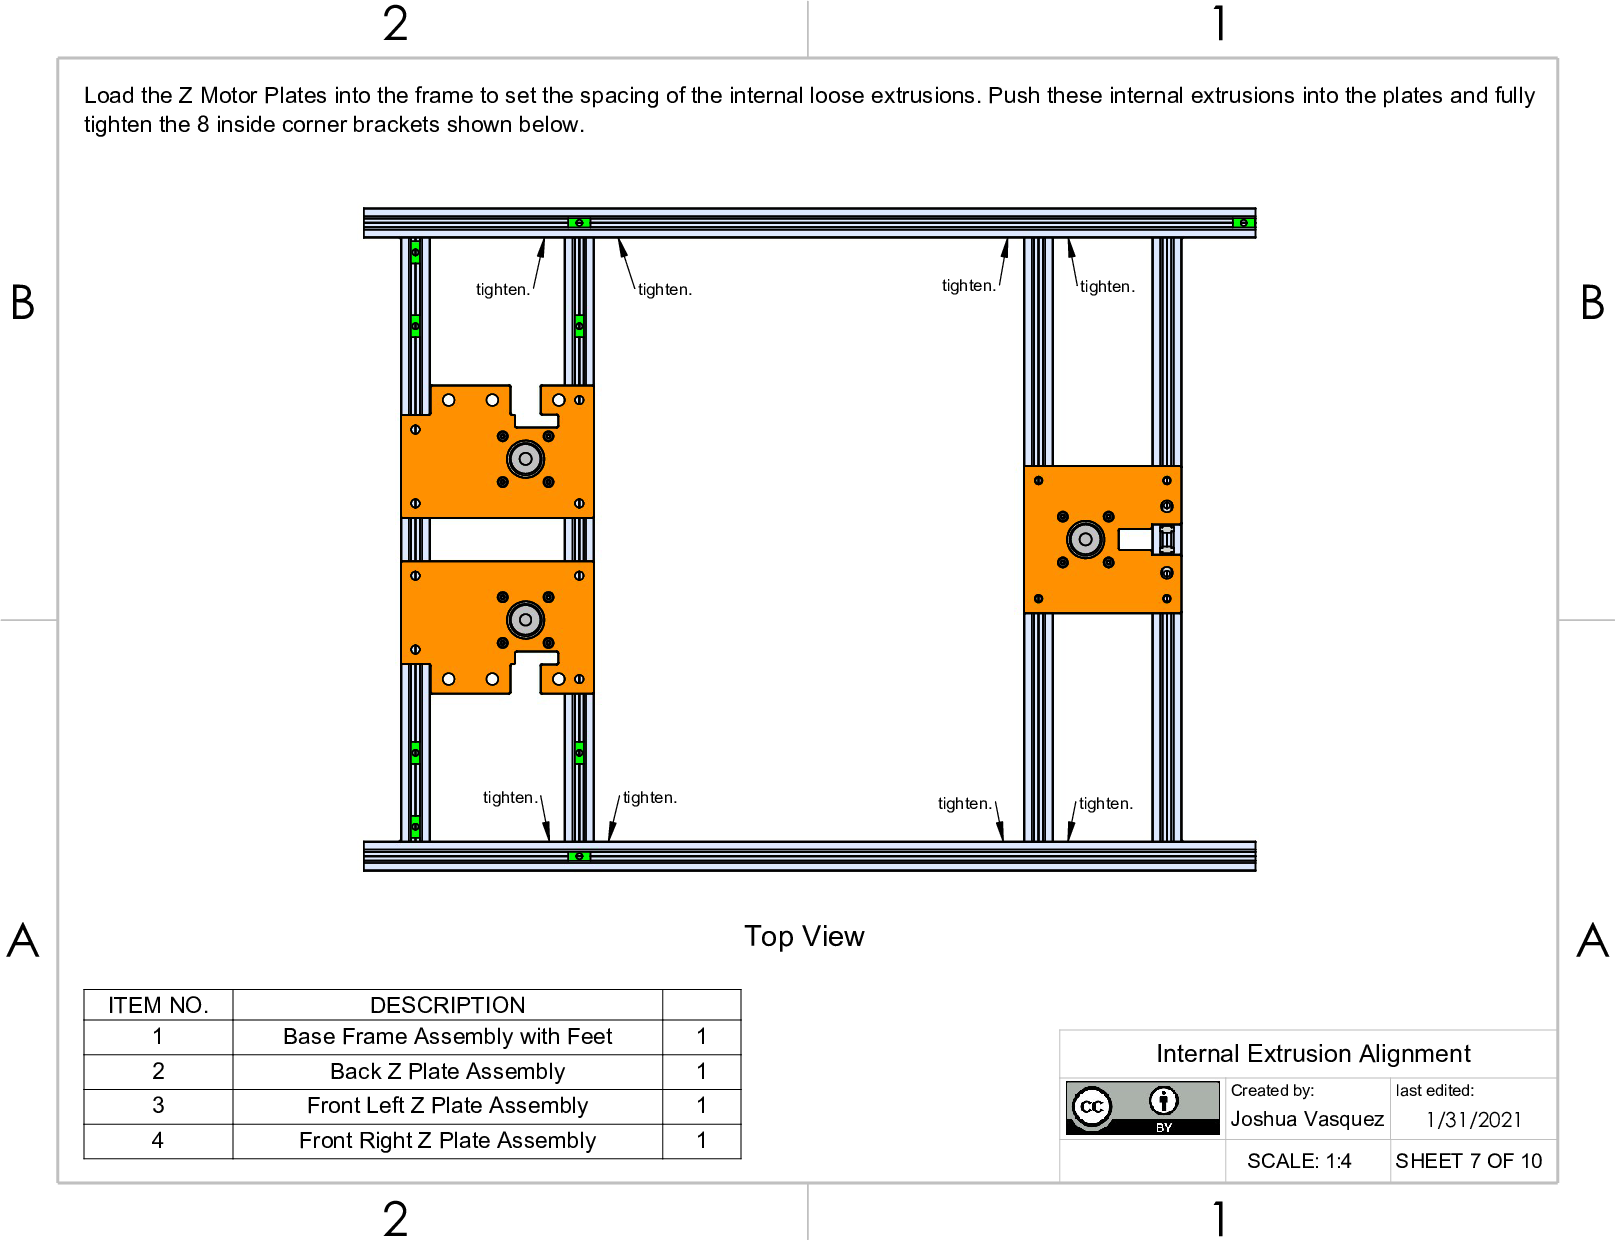 2 1
Load the Z Motor Plates into the frame to set the spacing of the internal loose extrusions. Push these internal extrusions into the plates and fully
tighten the 8 inside corner brackets shown below.
tighten. tighten. tighten. tighten.
B B
tighten. tighten. tighten. tighten.
Top View
A A
ITEM NO. DESCRIPTION
1 Base Frame Assembly with Feet 1
2 Back Z Plate Assembly 1
3 Front Left Z Plate Assembly 1
4 Front Right Z Plate Assembly 1
Internal Extrusion Alignment
cc BY
Created by: last edited:
Joshua Vasquez 1/31/2021
SCALE: 1:4 SHEET 7 OF 10
2 1